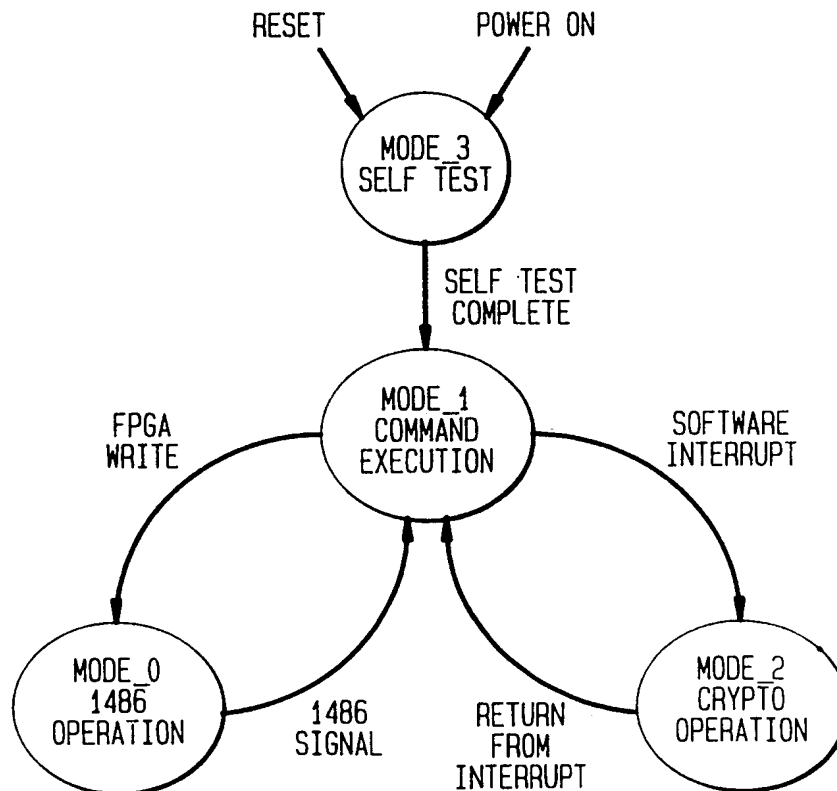 RESET
POWER ON
MODE_3
SELF TEST
SELF TEST
COMPLETE
MODE_1
COMMAND
EXECUTION
FPGA
WRITE
SOFTWARE
INTERRUPT
MODE_0
1486
OPERATION
1486
SIGNAL
RETURN
FROM
INTERRUPT
MODE_2
CRYPTO
OPERATION